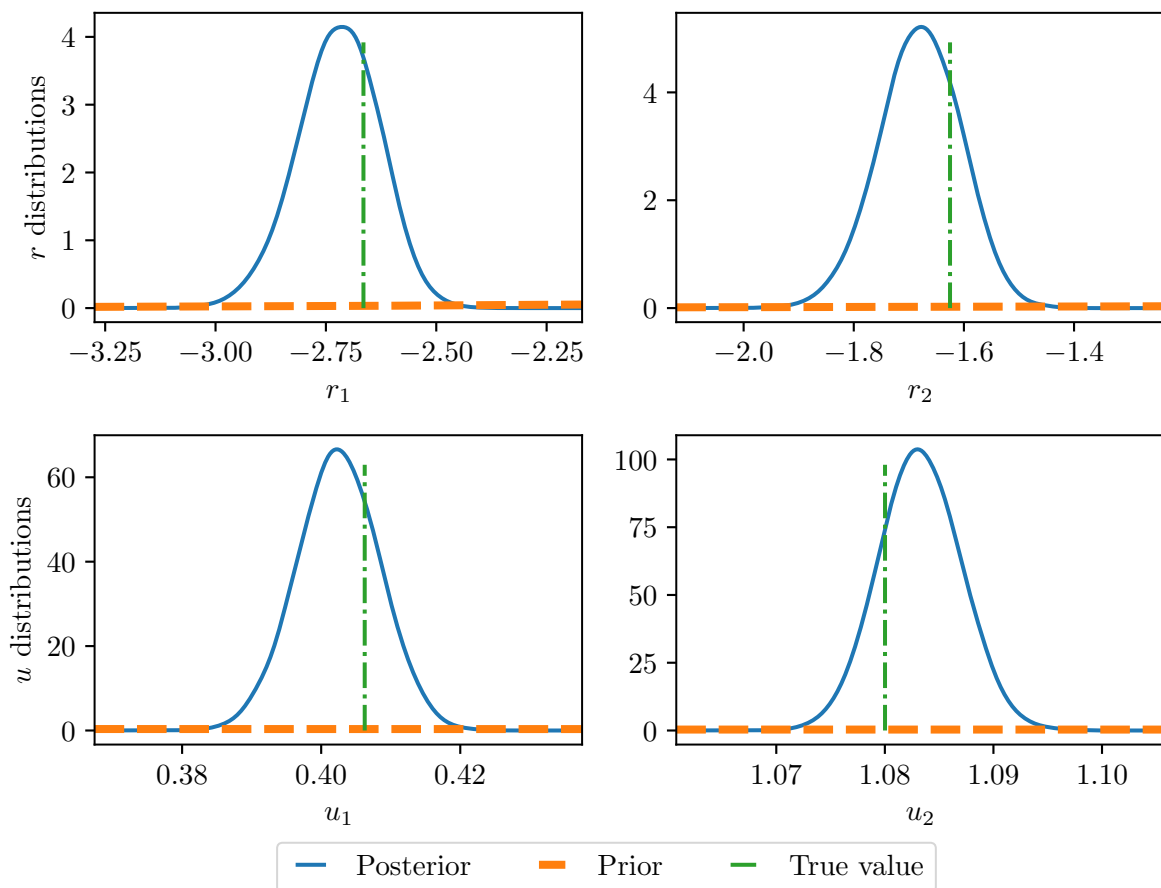 r distributions
4
3
2
1
0
−3.25 −3.00 −2.75 −2.50 −2.25
r₁
4
2
0
−2.0 −1.8 −1.6 −1.4
r₂
u distributions
60
40
20
0
0.38 0.40 0.42
u₁
100
75
50
25
0
1.07 1.08 1.09 1.10
u₂
Posterior Prior True value